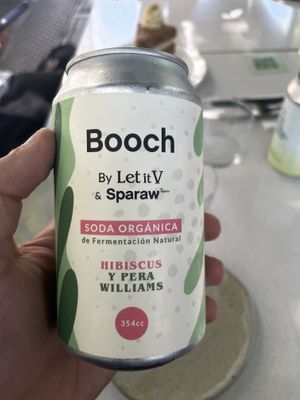 Booch
By Let it V
& Sparaw
SODA ORGÁNICA
de Fermentación Natural
HIBISCUS
Y PERA
WILLIAMS
354cc